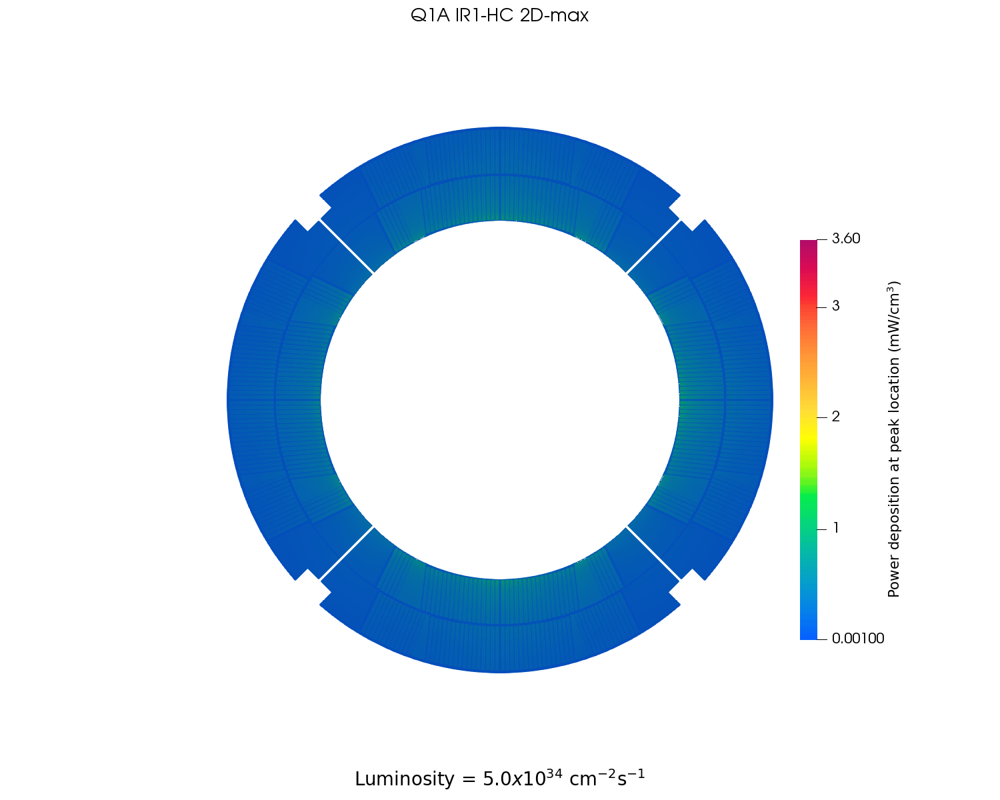 Q1A IR1-HC 2D-max
3.60
3
2
1
0.00100
Power deposition at peak location (mW/cm³)
Luminosity = 5.0x10³⁴ cm⁻²s⁻¹